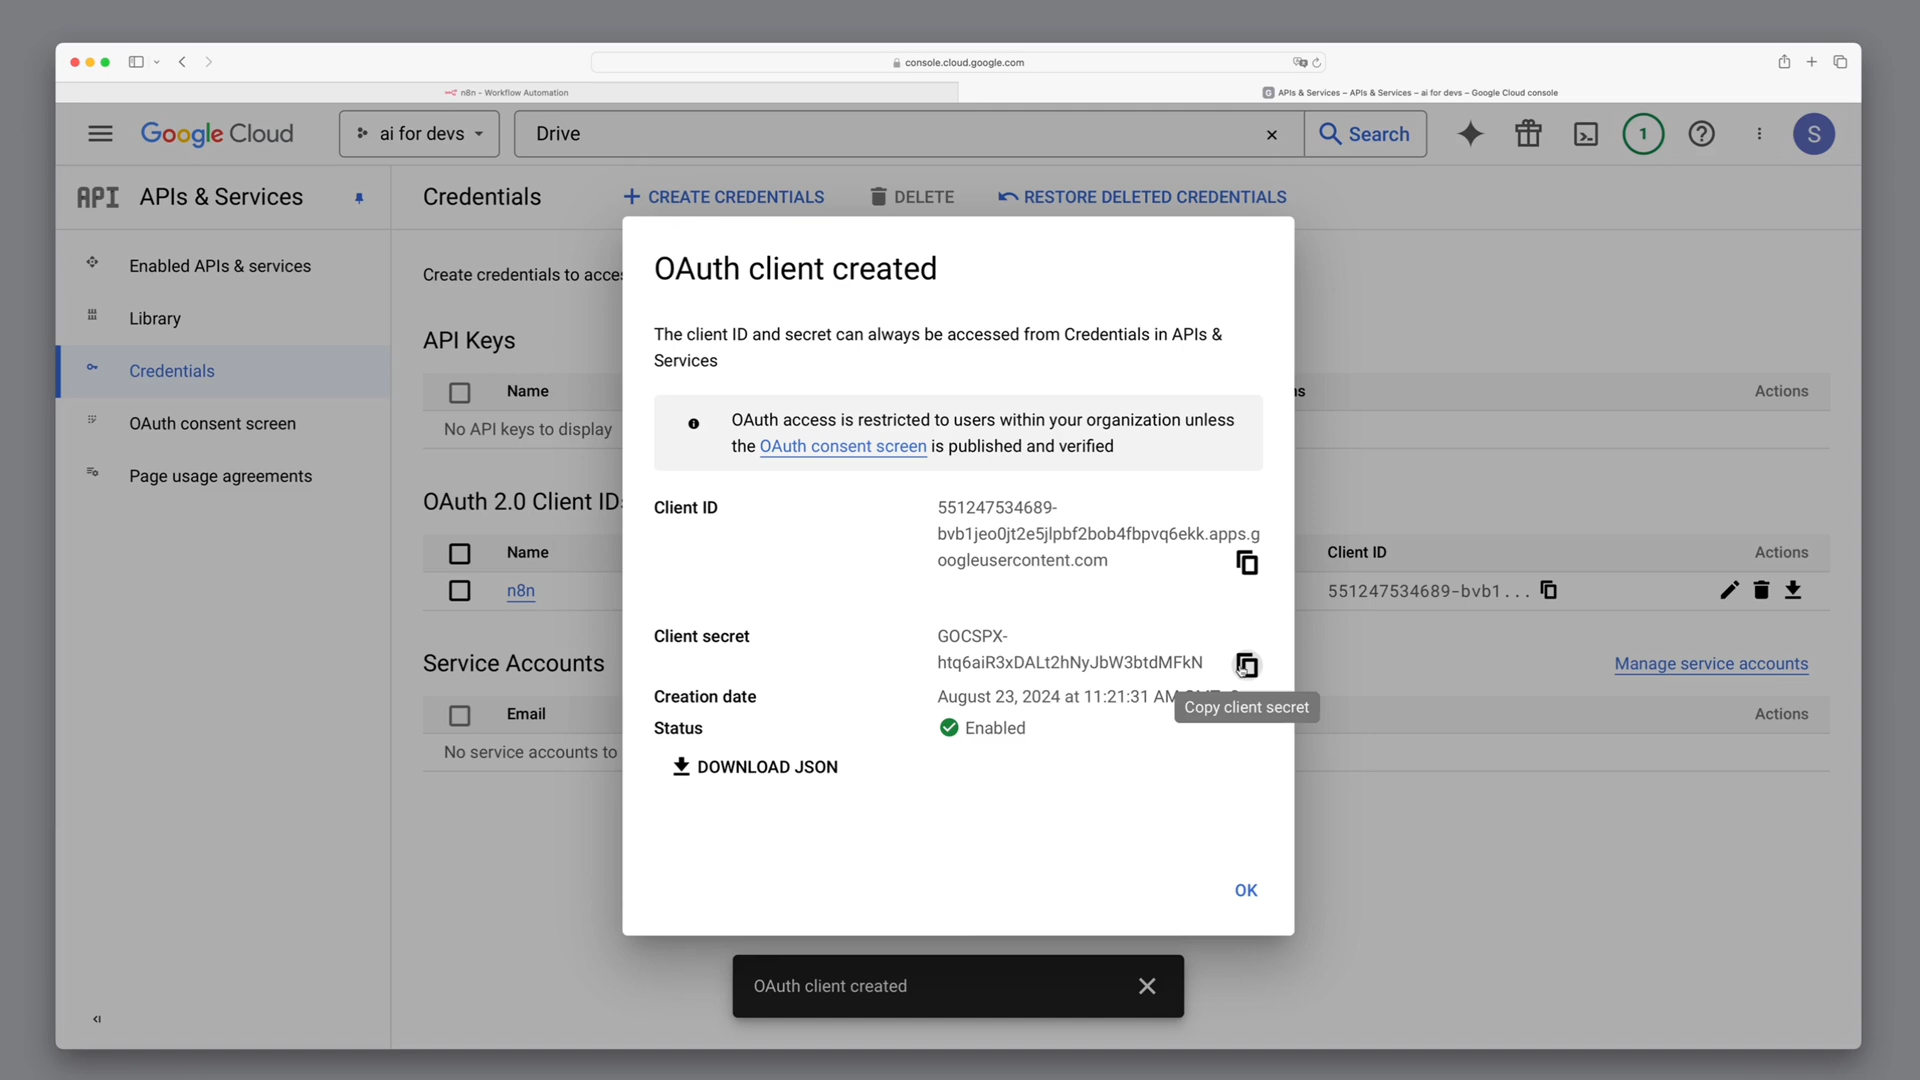 console.cloud.google.com
n8n - Workflow Automation
APIs & Services – APIs & Services – ai for devs – Google Cloud console
Google Cloud
ai for devs
Drive
Search
1
S
API APIs & Services
Credentials
CREATE CREDENTIALS
DELETE
RESTORE DELETED CREDENTIALS
Enabled APIs & services
Library
Credentials
OAuth consent screen
Page usage agreements
Create credentials to acce
API Keys
Name
Actions
No API keys to display
OAuth 2.0 Client ID
Name
Client ID
Actions
n8n
551247534689-bvb1...
Service Accounts
Manage service accounts
Email
Actions
No service accounts to
OAuth client created
The client ID and secret can always be accessed from Credentials in APIs &
Services
OAuth access is restricted to users within your organization unless
the OAuth consent screen is published and verified
Client ID
551247534689-
bvb1jeo0jt2e5jlpbf2bob4fbpvq6ekk.apps.g
oogleusercontent.com
Client secret
GOCSPX-
htq6aiR3xDALt2hNyJbW3btdMFkN
Creation date
August 23, 2024 at 11:21:31 AM
Copy client secret
Status
Enabled
DOWNLOAD JSON
OK
OAuth client created